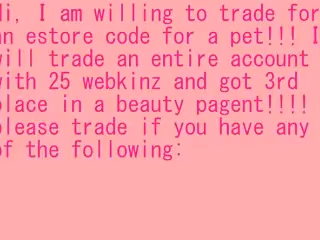 Hi, I am willing to trade for
an estore code for a pet!!! I
will trade an entire account
with 25 webkinz and got 3rd
place in a beauty pagent!!!!
please trade if you have any
of the following: